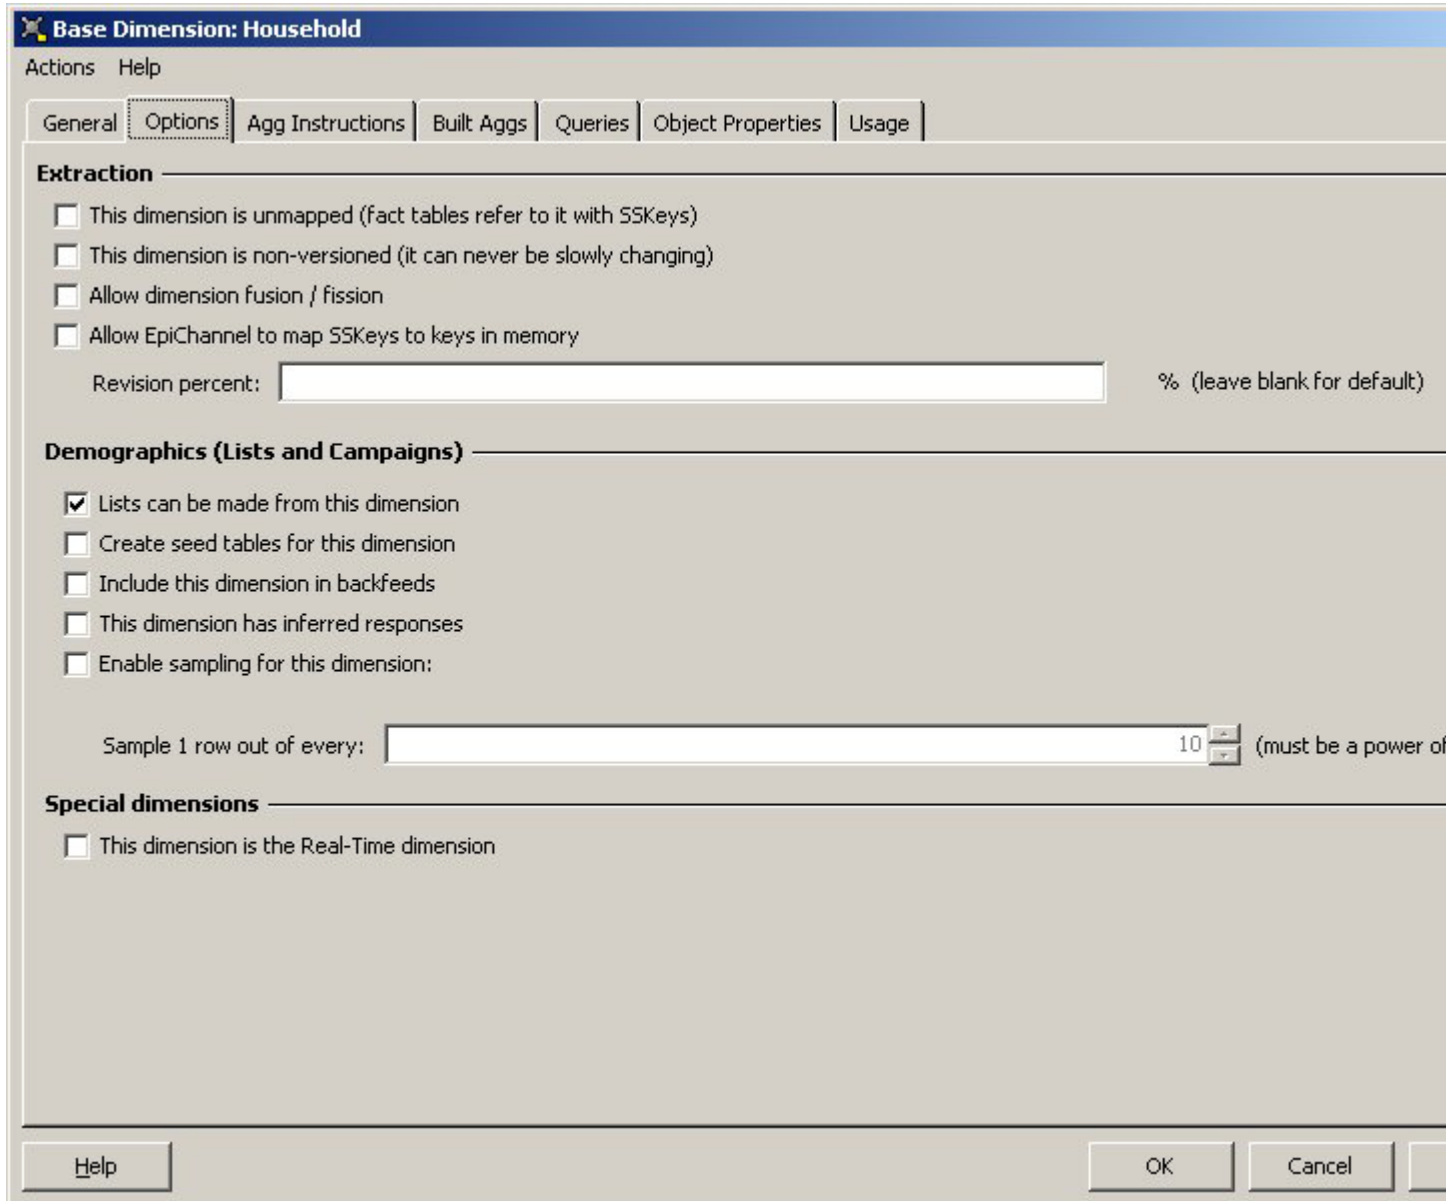 Base Dimension: Household
Actions Help
General Options Agg Instructions Built Aggs Queries Object Properties Usage
Extraction
This dimension is unmapped (fact tables refer to it with SSKeys)
This dimension is non-versioned (it can never be slowly changing)
Allow dimension fusion / fission
Allow EpiChannel to map SSKeys to keys in memory
Revision percent: % (leave blank for default)
Demographics (Lists and Campaigns)
Lists can be made from this dimension
Create seed tables for this dimension
Include this dimension in backfeeds
This dimension has inferred responses
Enable sampling for this dimension:
Sample 1 row out of every: 10 (must be a power of
Special dimensions
This dimension is the Real-Time dimension
Help OK Cancel